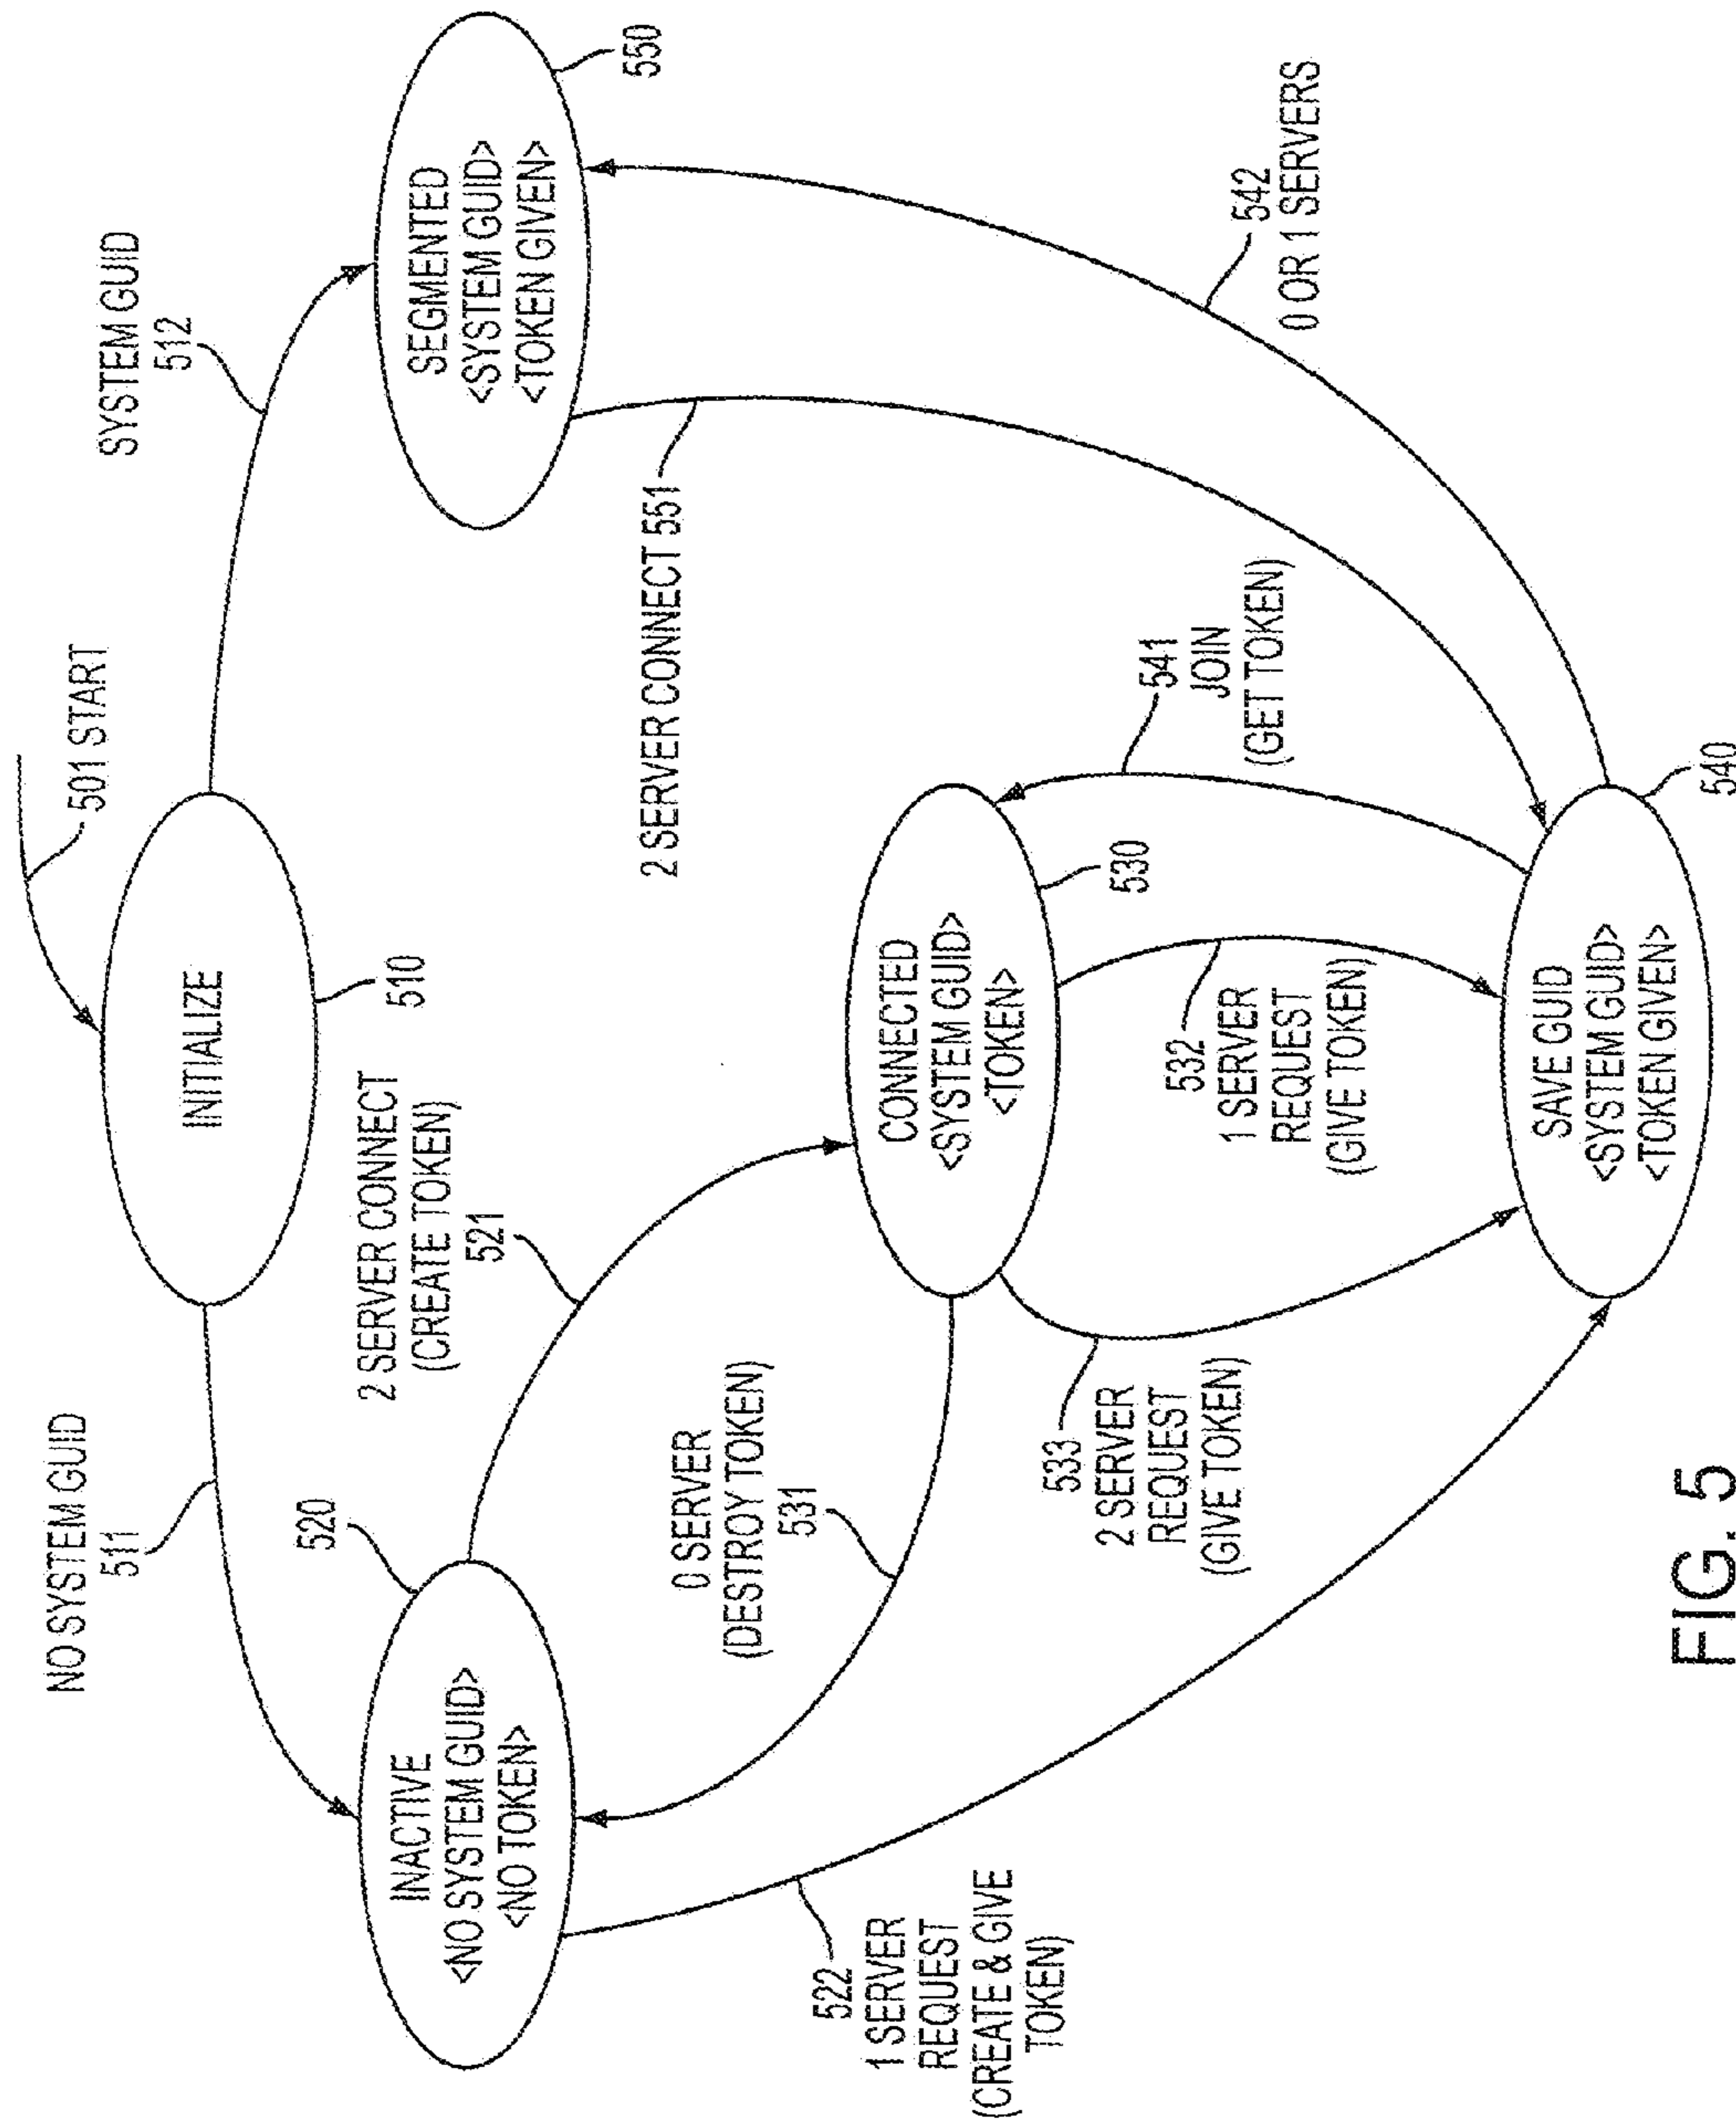 501 START
INITIALIZE
510
NO SYSTEM GUID
511
SYSTEM GUID
512
520
INACTIVE
<NO SYSTEM GUID>
<NO TOKEN>
2 SERVER CONNECT
(CREATE TOKEN)
521
SEGMENTED
<SYSTEM GUID>
<TOKEN GIVEN>
550
2 SERVER CONNECT 551
0 SERVER
(DESTROY TOKEN)
531
CONNECTED
<SYSTEM GUID>
<TOKEN>
530
541
JOIN
(GET TOKEN)
542
0 OR 1 SERVERS
522
1 SERVER
REQUEST
(CREATE & GIVE
TOKEN)
533
2 SERVER
REQUEST
(GIVE TOKEN)
532
1 SERVER
REQUEST
(GIVE TOKEN)
SAVE GUID
<SYSTEM GUID>
<TOKEN GIVEN>
540
FIG. 5